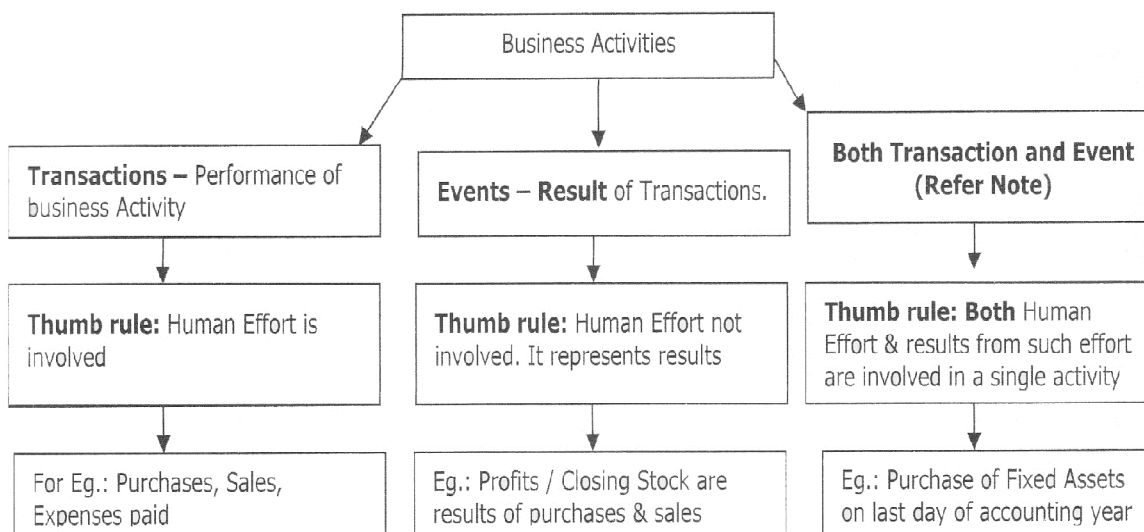 Business Activities
Transactions – Performance of
business Activity
Events – Result of Transactions.
Both Transaction and Event
(Refer Note)
Thumb rule: Human Effort is
involved
Thumb rule: Human Effort not
involved. It represents results
Thumb rule: Both Human
Effort & results from such effort
are involved in a single activity
For Eg.: Purchases, Sales,
Expenses paid
Eg.: Profits / Closing Stock are
results of purchases & sales
Eg.: Purchase of Fixed Assets
on last day of accounting year